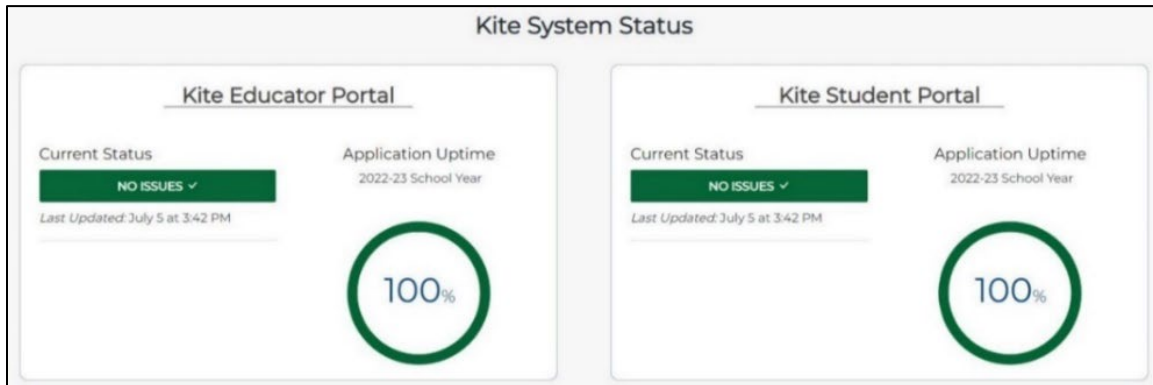 Kite System Status
Kite Educator Portal
Current Status
NO ISSUES ✓
Last Updated: July 5 at 3:42 PM
Application Uptime
2022-23 School Year
100%
Kite Student Portal
Current Status
NO ISSUES ✓
Last Updated: July 5 at 3:42 PM
Application Uptime
2022-23 School Year
100%